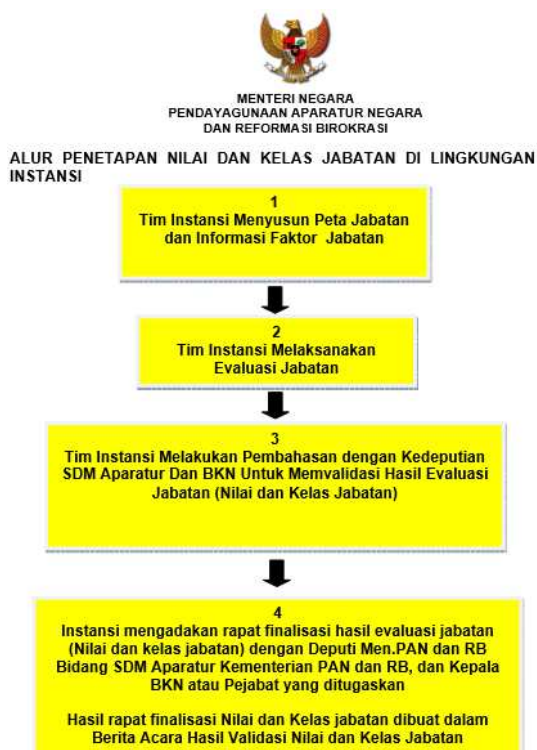 MENTERI NEGARA
PENDAYAGUNAAN APARATUR NEGARA
DAN REFORMASI BIROKRASI
ALUR PENETAPAN NILAI DAN KELAS JABATAN DI LINGKUNGAN
INSTANSI
1
Tim Instansi Menyusun Peta Jabatan
dan Informasi Faktor Jabatan
2
Tim Instansi Melaksanakan
Evaluasi Jabatan
3
Tim Instansi Melakukan Pembahasan dengan Kedeputian
SDM Aparatur Dan BKN Untuk Memvalidasi Hasil Evaluasi
Jabatan (Nilai dan Kelas Jabatan)
4
Instansi mengadakan rapat finalisasi hasil evaluasi jabatan
(Nilai dan kelas jabatan) dengan Deputi Men.PAN dan RB
Bidang SDM Aparatur Kementerian PAN dan RB, dan Kepala
BKN atau Pejabat yang ditugaskan
Hasil rapat finalisasi Nilai dan Kelas jabatan dibuat dalam
Berita Acara Hasil Validasi Nilai dan Kelas Jabatan